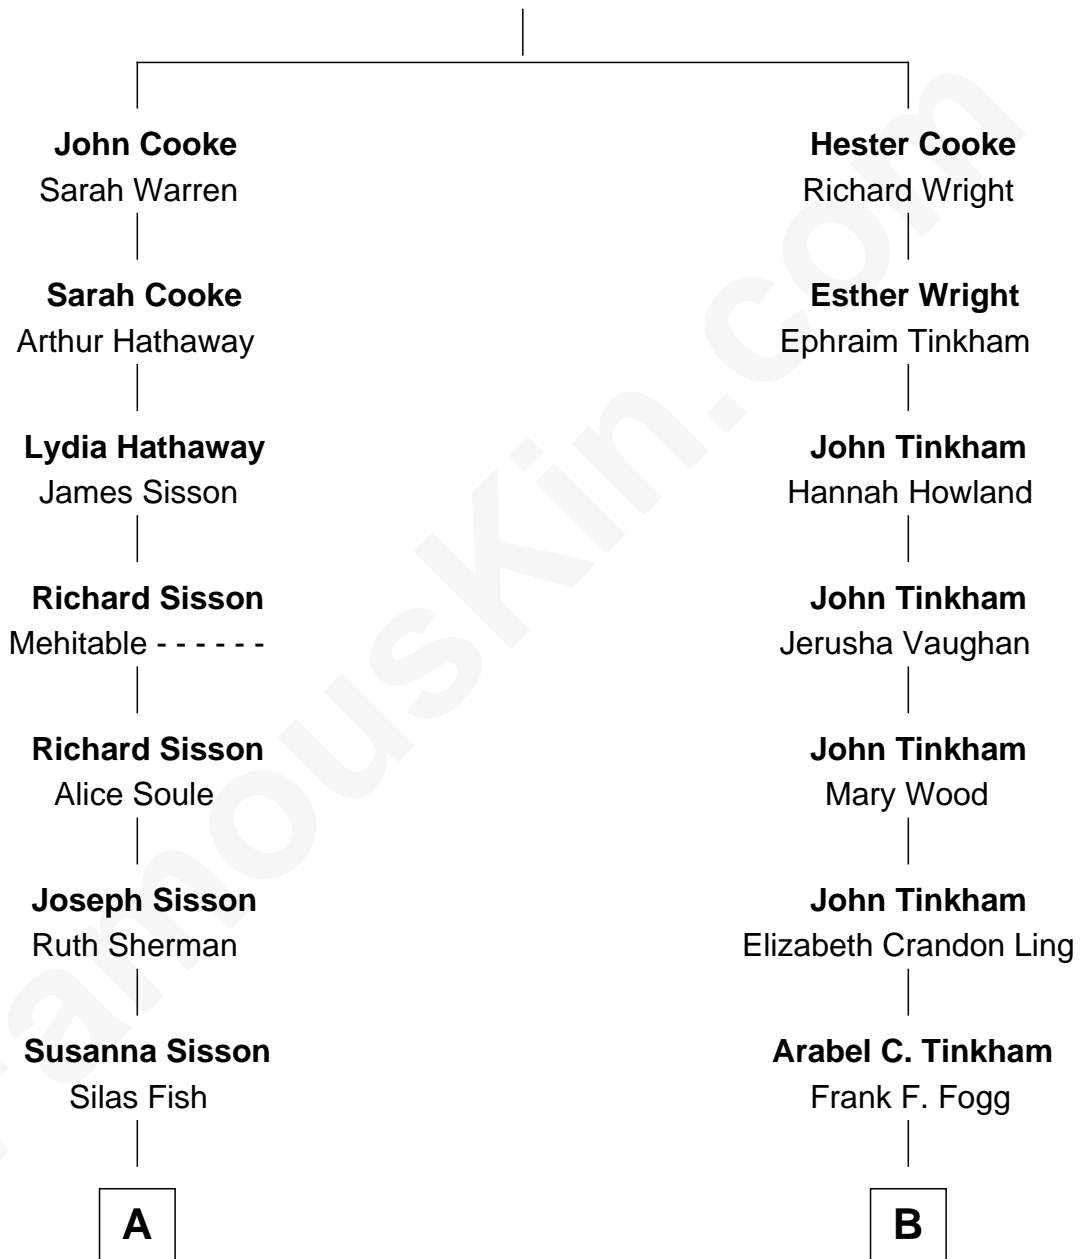 John Cooke
Sarah Warren
Sarah Cooke
Arthur Hathaway
Lydia Hathaway
James Sisson
Richard Sisson
Mehitable - - - - - -
Richard Sisson
Alice Soule
Joseph Sisson
Ruth Sherman
Susanna Sisson
Silas Fish
A
Hester Cooke
Richard Wright
Esther Wright
Ephraim Tinkham
John Tinkham
Hannah Howland
John Tinkham
Jerusha Vaughan
John Tinkham
Mary Wood
John Tinkham
Elizabeth Crandon Ling
Arabel C. Tinkham
Frank F. Fogg
B
FamousKin.com